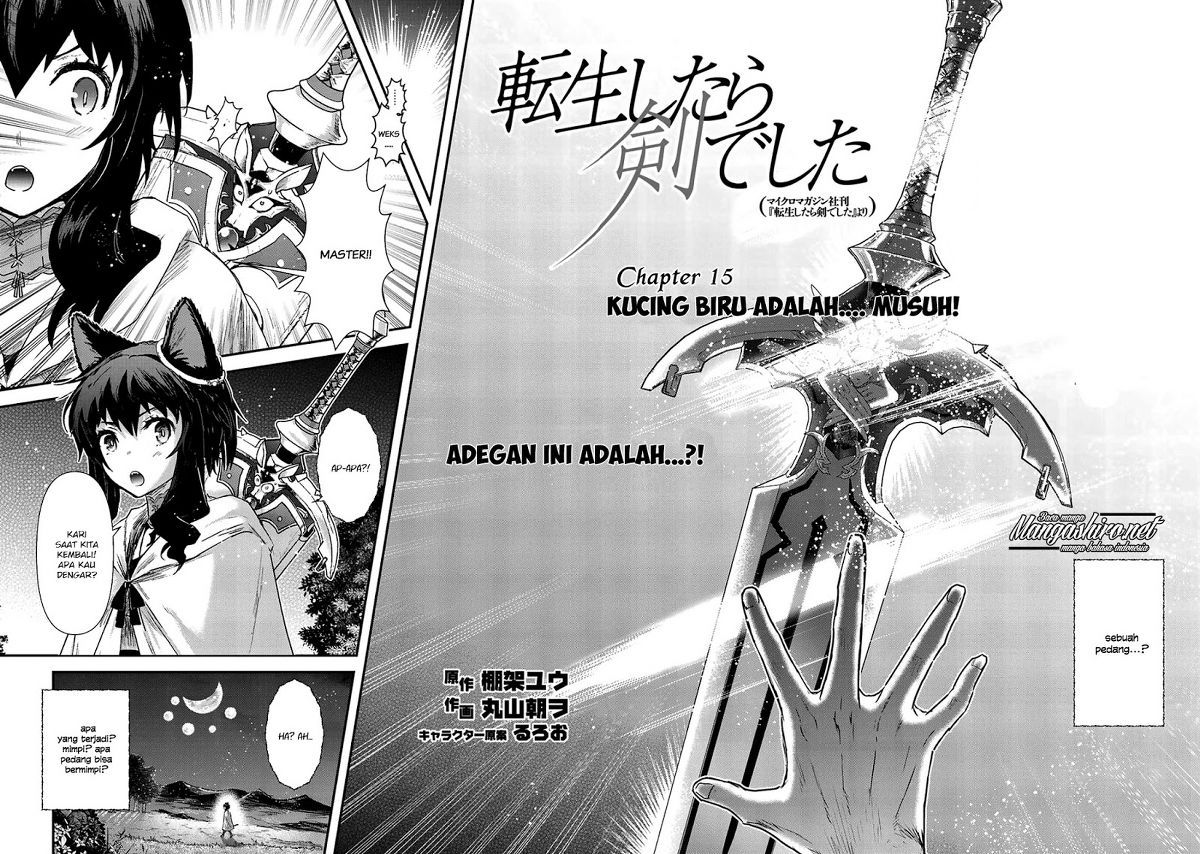 転生したら
剣でした
(マイクロマガジン社刊
『転生したら剣でした』より)
Chapter 15
KUCING BIRU ADALAH.... MUSUH!
ADEGAN INI ADALAH...?!
Baca manga
Mangashiro.net
manga bahasa indonesia
sebuah
pedang...?
原作 棚架ユウ
作画 丸山朝ヲ
キャラクター原案 るろお
WEKS
....
MASTER!!
AP-APA?!
KARI
SAAT KITA
KEMBALI!
APA KAU
DENGAR?
HA? AH...
apa
yang terjadi?
mimpi? apa
pedang bisa
bermimpi?